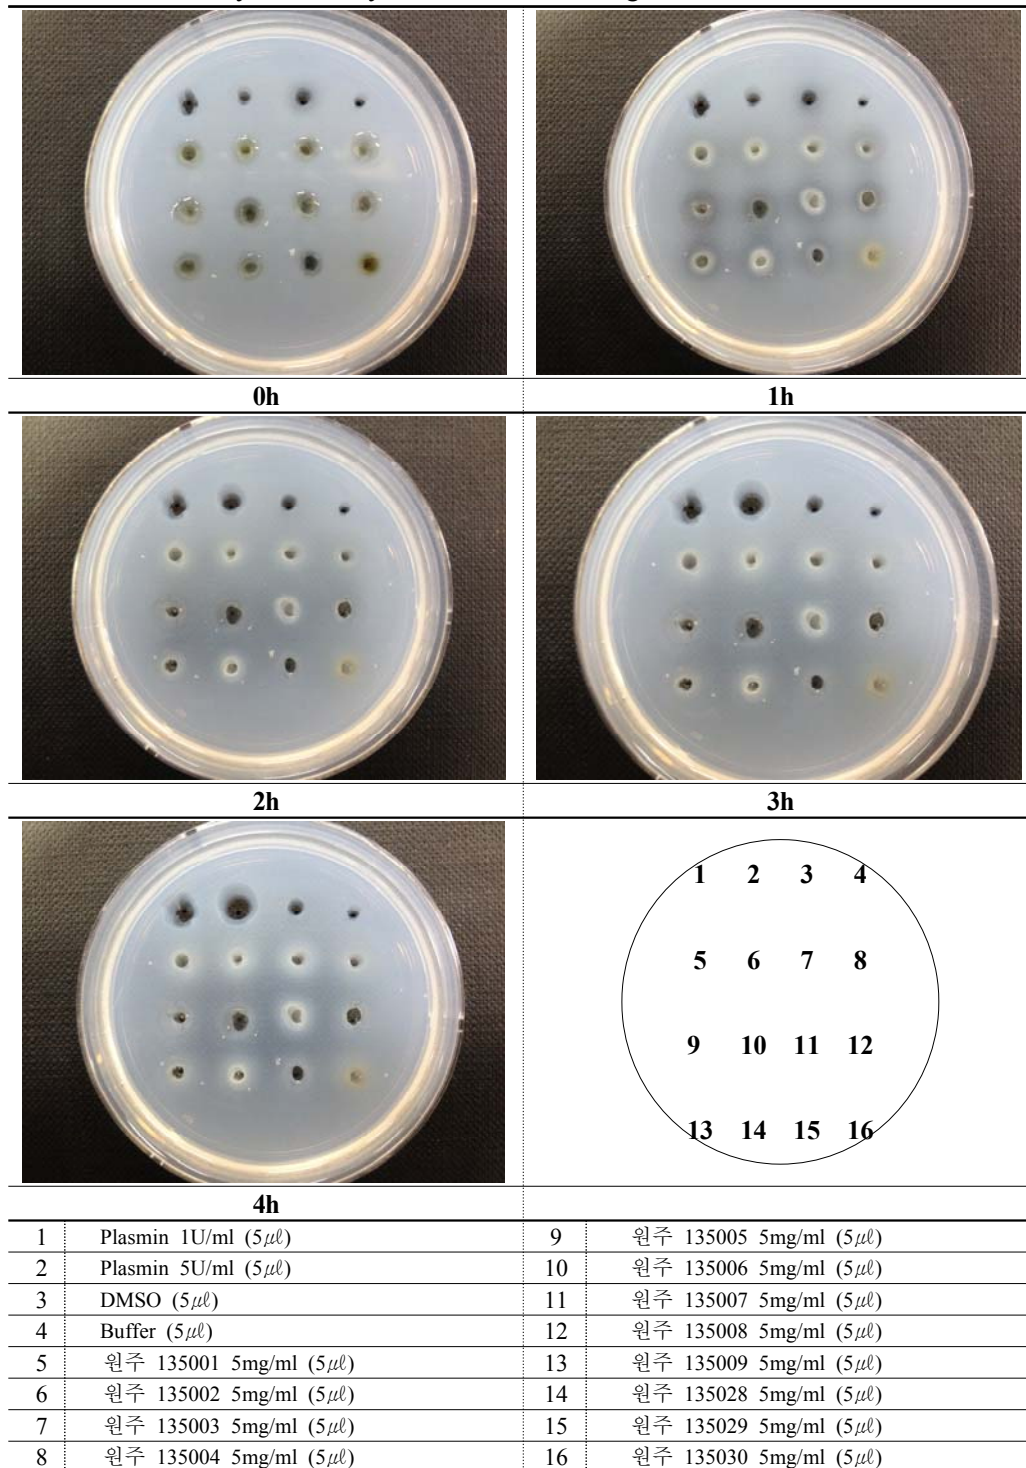 0h 1h
2h 3h
1 2 3 4
5 6 7 8
9 10 11 12
13 14 15 16
4h
1 Plasmin 1U/ml (5㎕) 9 원주 135005 5mg/ml (5㎕)
2 Plasmin 5U/ml (5㎕) 10 원주 135006 5mg/ml (5㎕)
3 DMSO (5㎕) 11 원주 135007 5mg/ml (5㎕)
4 Buffer (5㎕) 12 원주 135008 5mg/ml (5㎕)
5 원주 135001 5mg/ml (5㎕) 13 원주 135009 5mg/ml (5㎕)
6 원주 135002 5mg/ml (5㎕) 14 원주 135028 5mg/ml (5㎕)
7 원주 135003 5mg/ml (5㎕) 15 원주 135029 5mg/ml (5㎕)
8 원주 135004 5mg/ml (5㎕) 16 원주 135030 5mg/ml (5㎕)